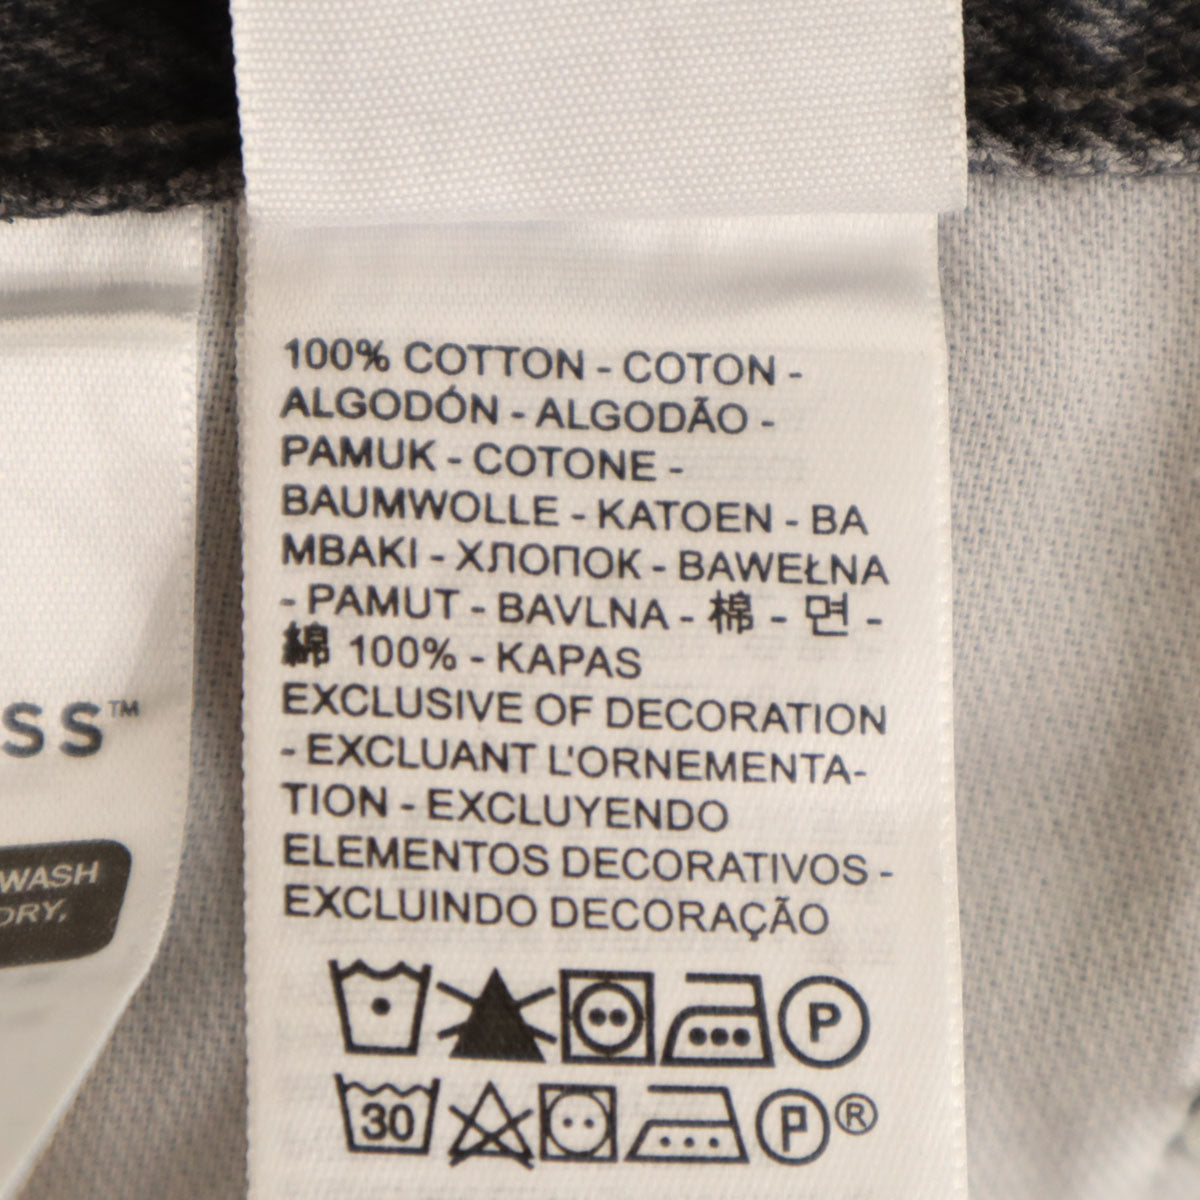 100% COTTON - COTON -
ALGODÓN - ALGODÃO -
PAMUK - COTONE -
BAUMWOLLE - KATOEN - BA
MBAKI - ХЛОПОК - BAWEŁNA
- PAMUT - BAVLNA - 棉 - 면 -
綿 100% - KAPAS
EXCLUSIVE OF DECORATION
- EXCLUANT L'ORNEMENTA-
TION - EXCLUYENDO
ELEMENTOS DECORATIVOS -
EXCLUINDO DECORAÇÃO
P
30 P ®
SS™
WASH
DRY,